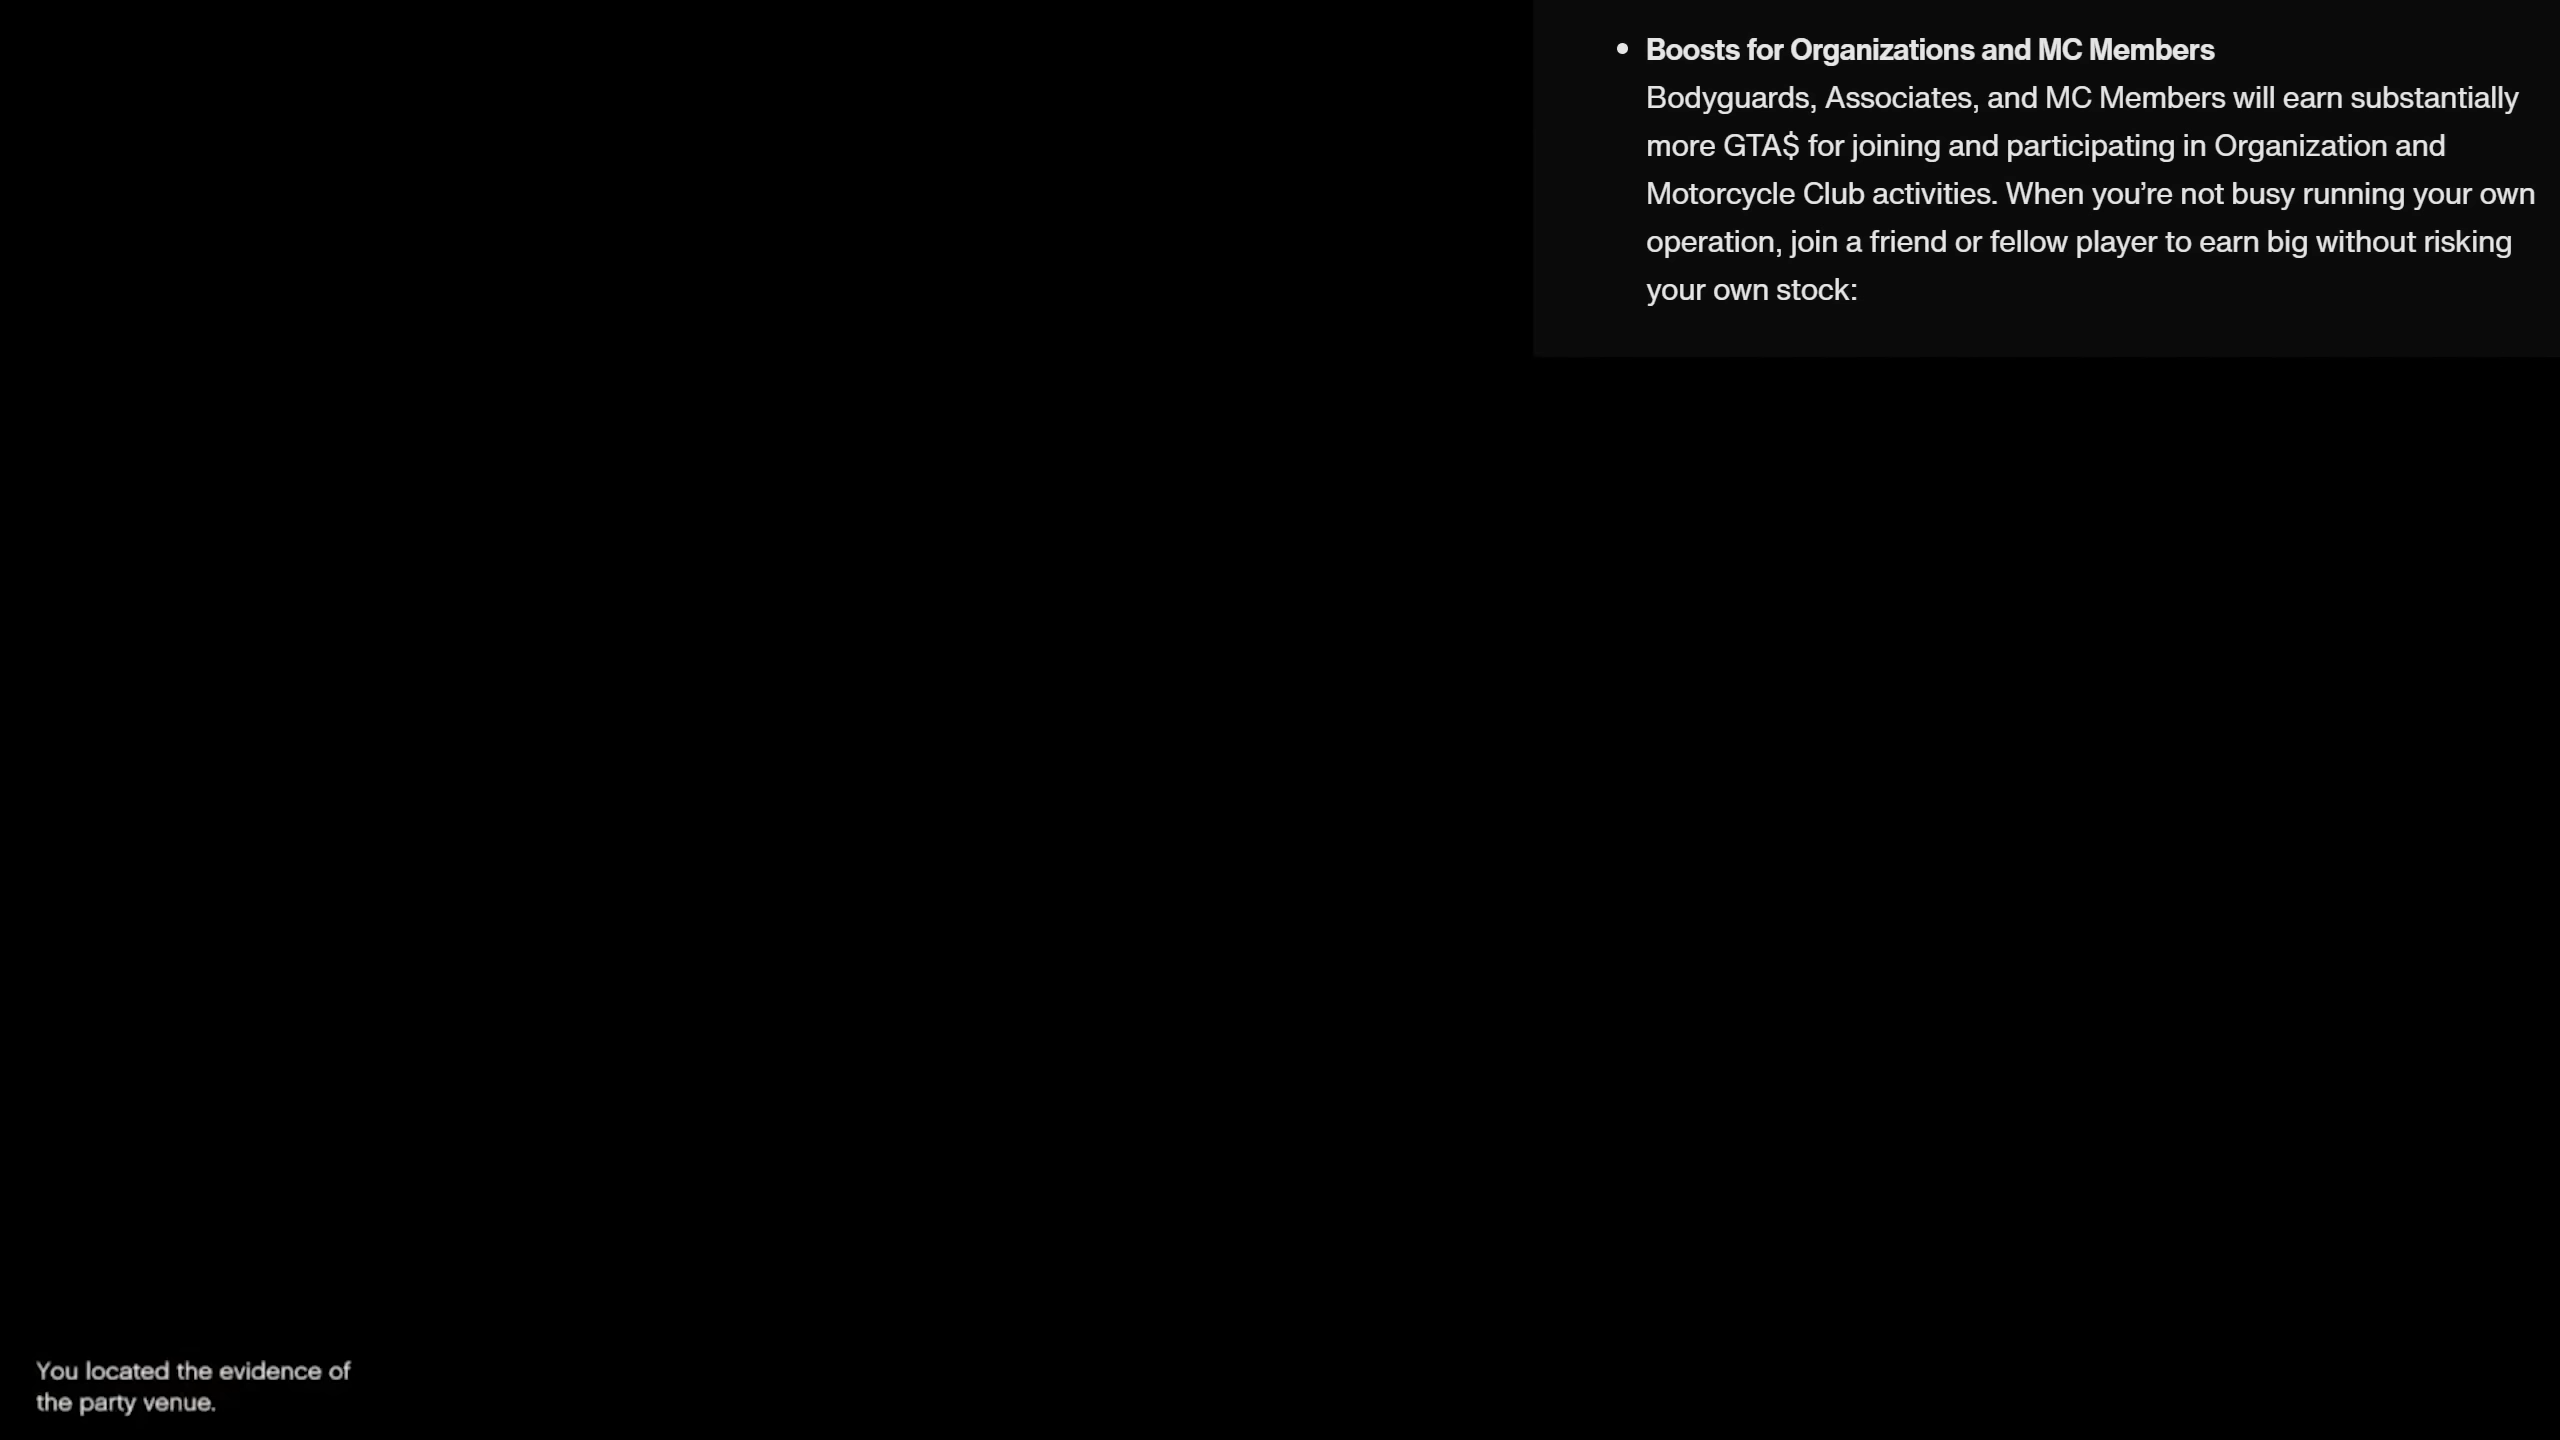 Boosts for Organizations and MC Members
Bodyguards, Associates, and MC Members will earn substantially
more GTA$ for joining and participating in Organization and
Motorcycle Club activities. When you’re not busy running your own
operation, join a friend or fellow player to earn big without risking
your own stock:
You located the evidence of
the party venue.